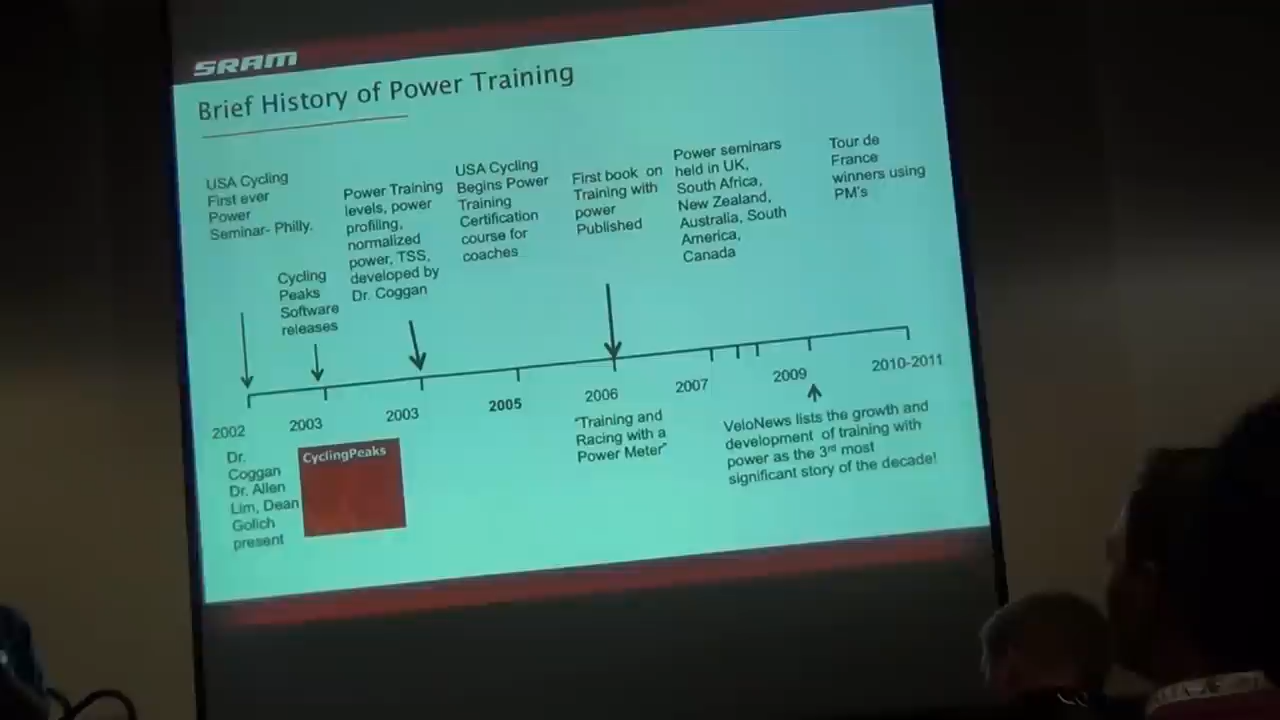 SRAM
Brief History of Power Training
USA Cycling
First ever
Power
Seminar- Philly.
Cycling
Peaks
Software
releases
Power Training
levels, power
profiling,
normalized
power, TSS,
developed by
Dr. Coggan
USA Cycling
Begins Power
Training
Certification
course for
coaches
First book on
Training with
power
Published
Power seminars
held in UK,
South Africa,
New Zealand,
Australia, South
America,
Canada
Tour de
France
winners using
PM's
2002
2003
2003
2005
2006
2007
2009
2010-2011
Dr.
Coggan
Dr. Allen
Lim, Dean
Golich
present
CyclingPeaks
"Training and
Racing with a
Power Meter"
VeloNews lists the growth and
development of training with
power as the 3rd most
significant story of the decade!